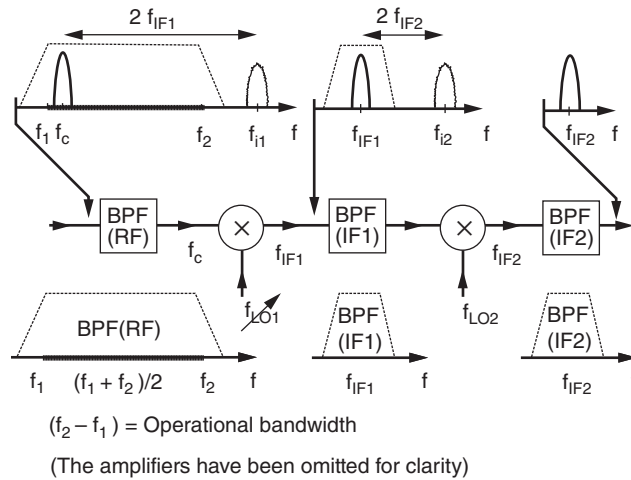 2 f_IF1
2 f_IF2
f_1 f_c f_2 f_i1 f
f_IF1 f_i2 f
f_IF2 f
BPF (RF)
f_c
×
f_IF1
BPF (IF1)
×
f_IF2
BPF (IF2)
f_LO1
f_LO2
BPF(RF)
BPF (IF1)
BPF (IF2)
f_1 (f_1 + f_2 )/2 f_2 f
f_IF1 f
f_IF2
(f_2 – f_1 ) = Operational bandwidth
(The amplifiers have been omitted for clarity)